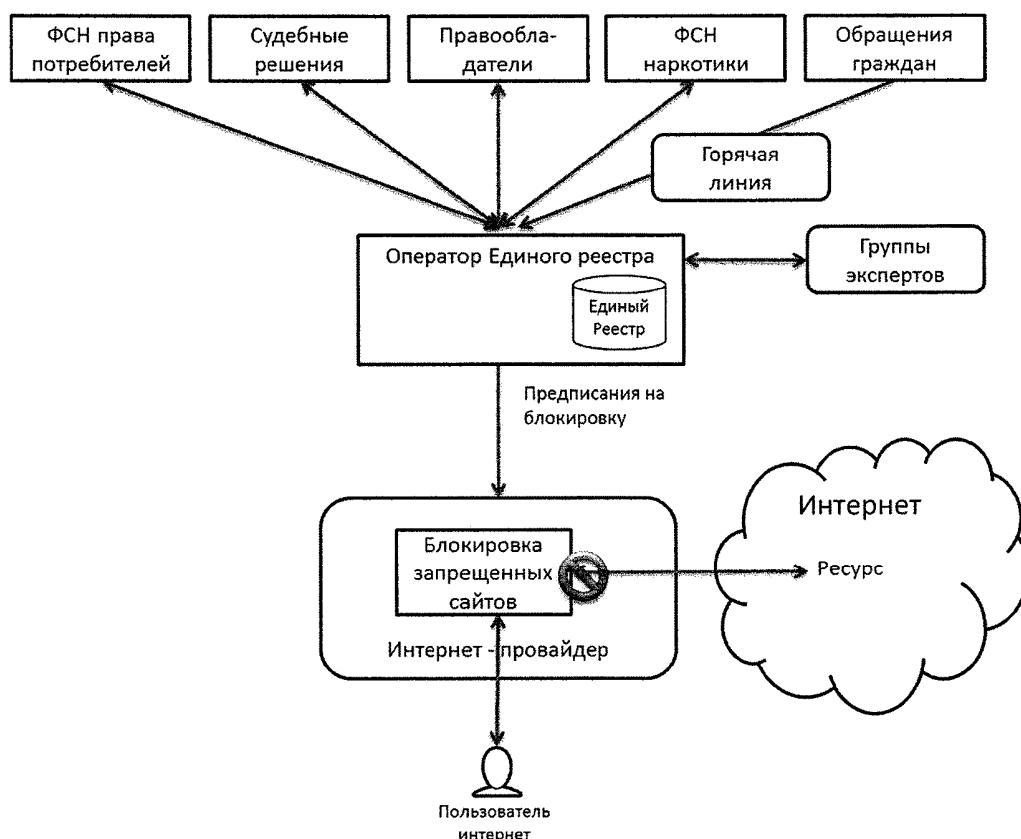 ФСН права
потребителей
Судебные
решения
Правообла-
датели
ФСН
наркотики
Обращения
граждан
Горячая
линия
Оператор Единого реестра
Группы
экспертов
Единый
Реестр
Предписания на
блокировку
Интернет
Блокировка
запрещенных
сайтов
Ресурс
Интернет - провайдер
Пользователь
интернет